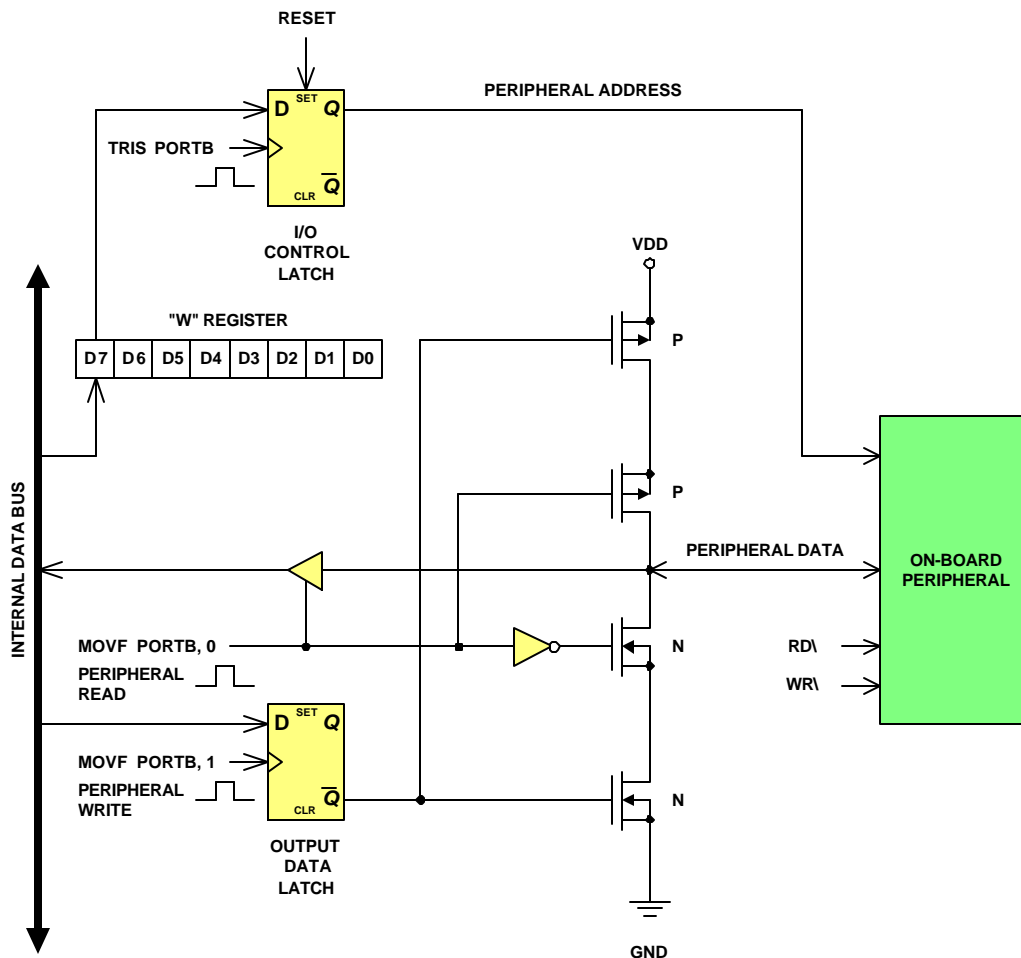 RESET
PERIPHERAL ADDRESS
D SET Q
TRIS PORTB
Q
CLR
I/O
CONTROL
LATCH
VDD
"W" REGISTER
P
D7 D6 D5 D4 D3 D2 D1 D0
P
INTERNAL DATA BUS
PERIPHERAL DATA
ON-BOARD
PERIPHERAL
MOVF PORTB, 0
N
RD\
PERIPHERAL
READ
WR\
D SET Q
MOVF PORTB, 1
PERIPHERAL
WRITE
Q
CLR
N
OUTPUT
DATA
LATCH
GND